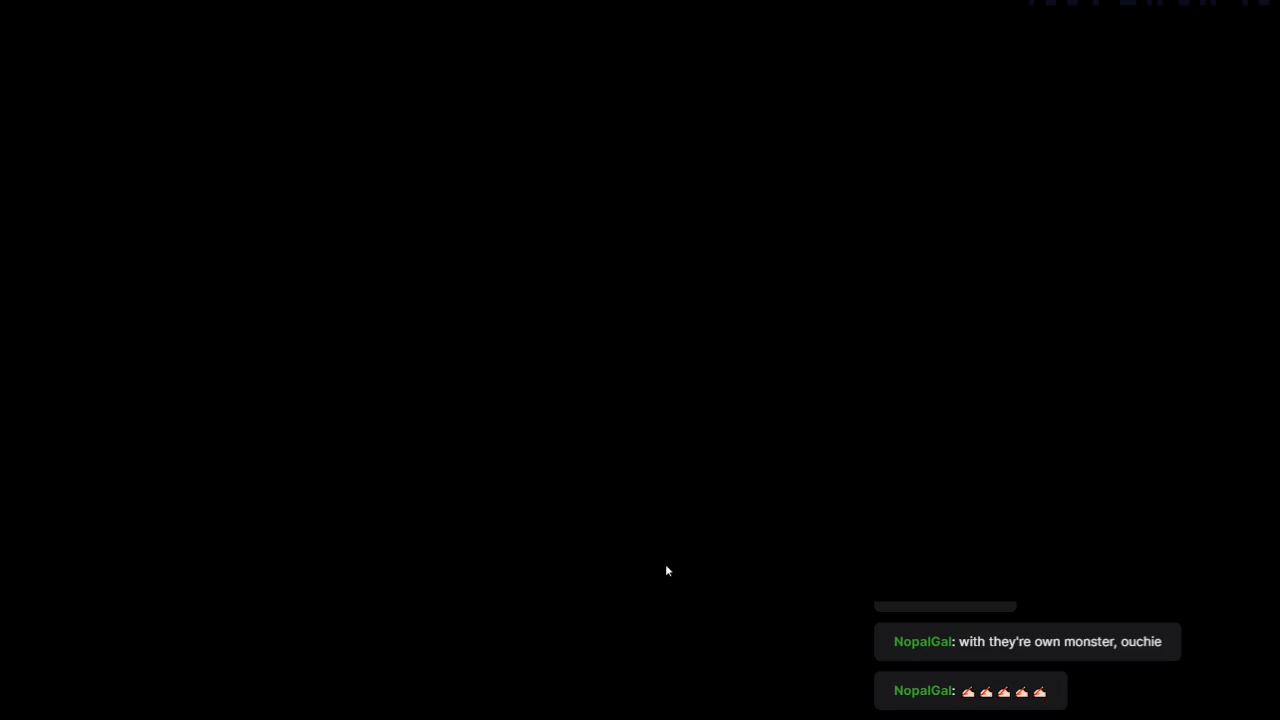 NopalGal: with they're own monster, ouchie
NopalGal: ✍🏻✍🏻✍🏻✍🏻✍🏻